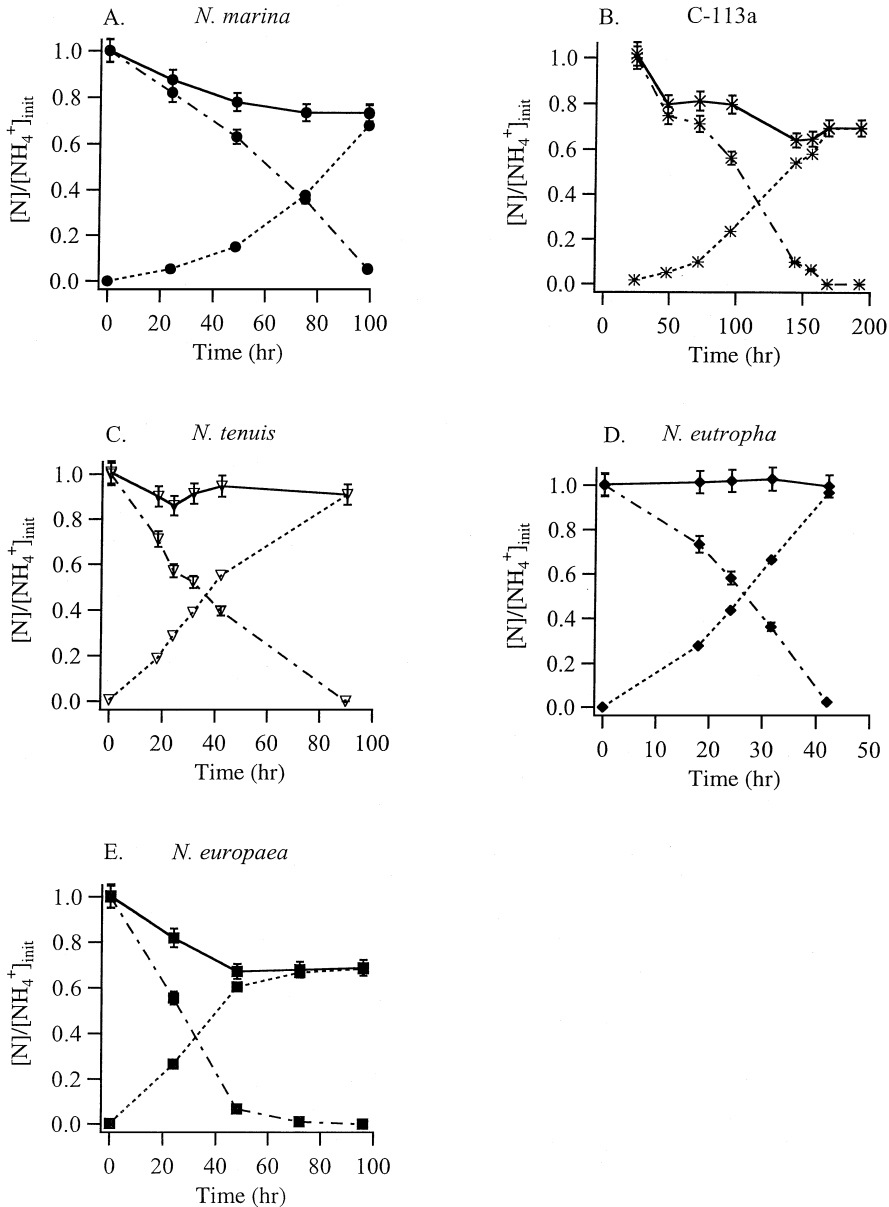 A. N. marina
[N]/[NH4+]init
1.0
0.8
0.6
0.4
0.2
0.0
0 20 40 60 80 100
Time (hr)
B. C-113a
[N]/[NH4+]init
1.0
0.8
0.6
0.4
0.2
0.0
0 50 100 150 200
Time (hr)
C. N. tenuis
[N]/[NH4+]init
1.0
0.8
0.6
0.4
0.2
0.0
0 20 40 60 80 100
Time (hr)
D. N. eutropha
[N]/[NH4+]init
1.0
0.8
0.6
0.4
0.2
0.0
0 10 20 30 40 50
Time (hr)
E. N. europaea
[N]/[NH4+]init
1.0
0.8
0.6
0.4
0.2
0.0
0 20 40 60 80 100
Time (hr)